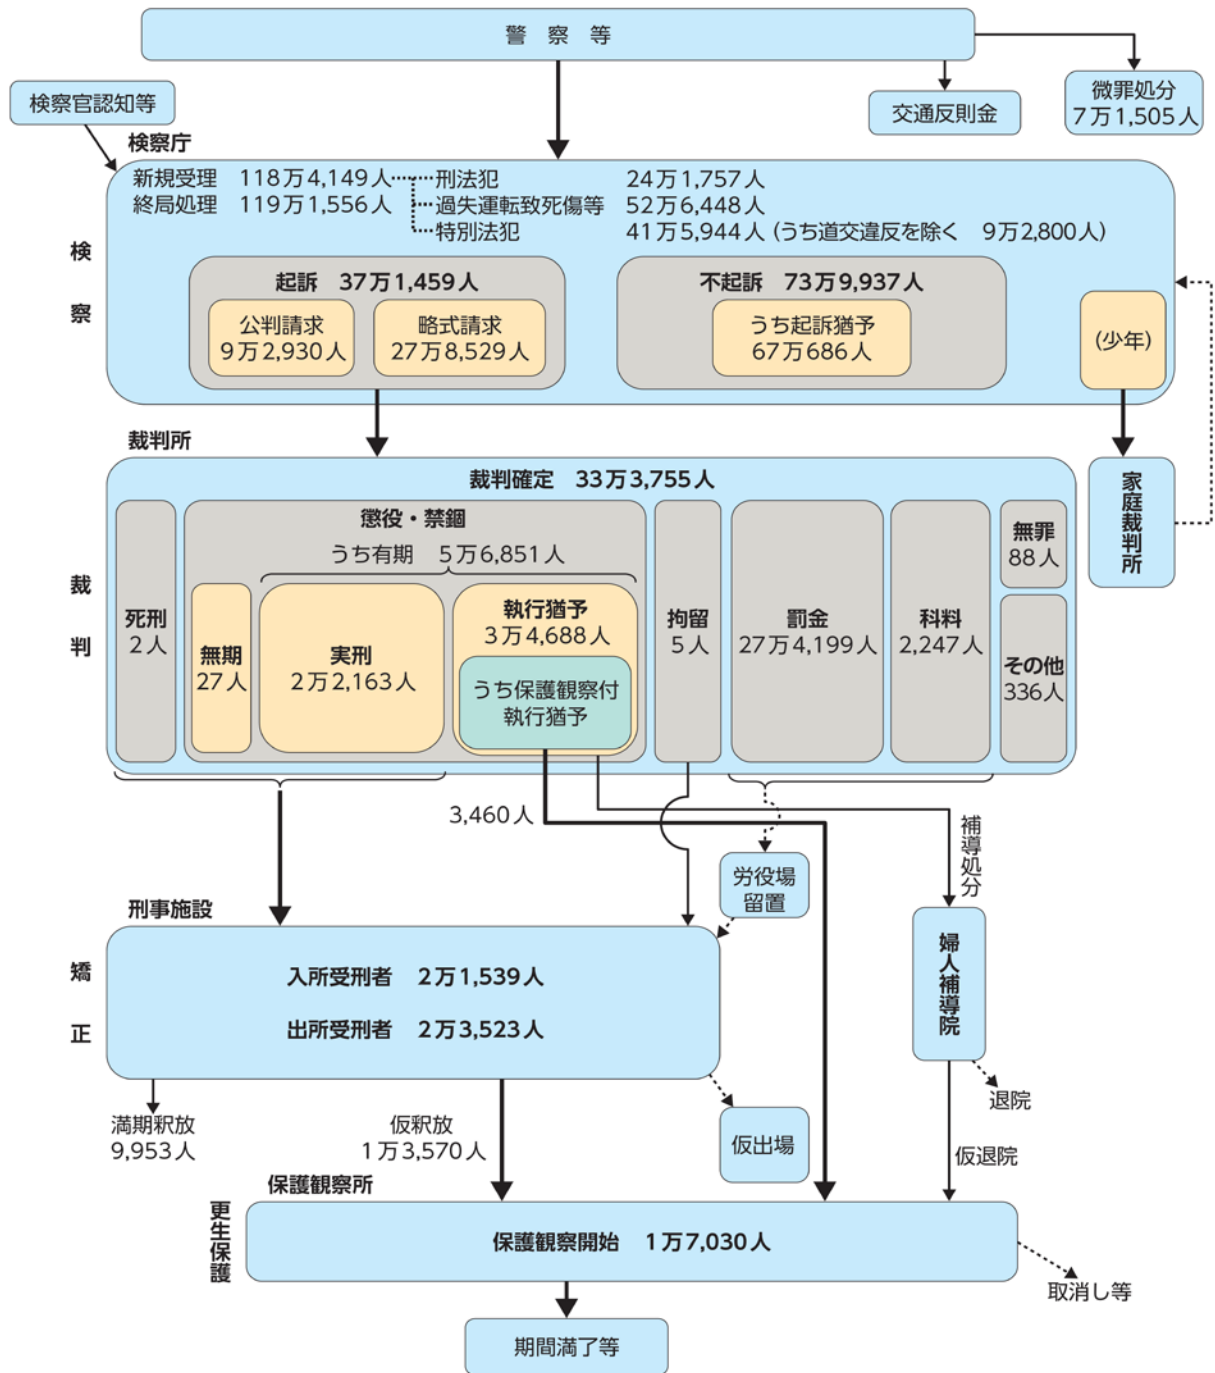 警察等
検察官認知等
交通反則金
微罪処分
7万1,505人
検察庁
検察
新規受理 118万4,149人
終局処理 119万1,556人
刑法犯 24万1,757人
過失運転致死傷等 52万6,448人
特別法犯 41万5,944人(うち道交違反を除く 9万2,800人)
起訴 37万1,459人
公判請求
9万2,930人
略式請求
27万8,529人
不起訴 73万9,937人
うち起訴猶予
67万686人
(少年)
裁判所
家庭裁判所
裁判
裁判確定 33万3,755人
死刑
2人
懲役・禁錮
うち有期 5万6,851人
無期
27人
実刑
2万2,163人
執行猶予
3万4,688人
うち保護観察付
執行猶予
拘留
5人
罰金
27万4,199人
科料
2,247人
無罪
88人
その他
336人
3,460人
補導処分
労役場
留置
刑事施設
矯正
入所受刑者 2万1,539人
出所受刑者 2万3,523人
婦人補導院
満期釈放
9,953人
仮釈放
1万3,570人
仮出場
退院
仮退院
保護観察所
更生保護
保護観察開始 1万7,030人
取消し等
期間満了等